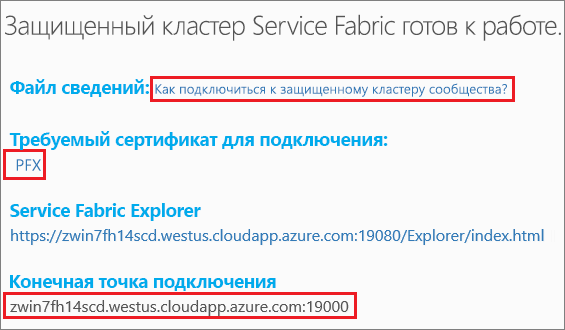 Защищенный кластер Service Fabric готов к работе.
Файл сведений: Как подключиться к защищенному кластеру сообщества?
Требуемый сертификат для подключения:
PFX
Service Fabric Explorer
https://zwin7fh14scd.westus.cloudapp.azure.com:19080/Explorer/index.html
Конечная точка подключения
zwin7fh14scd.westus.cloudapp.azure.com:19000